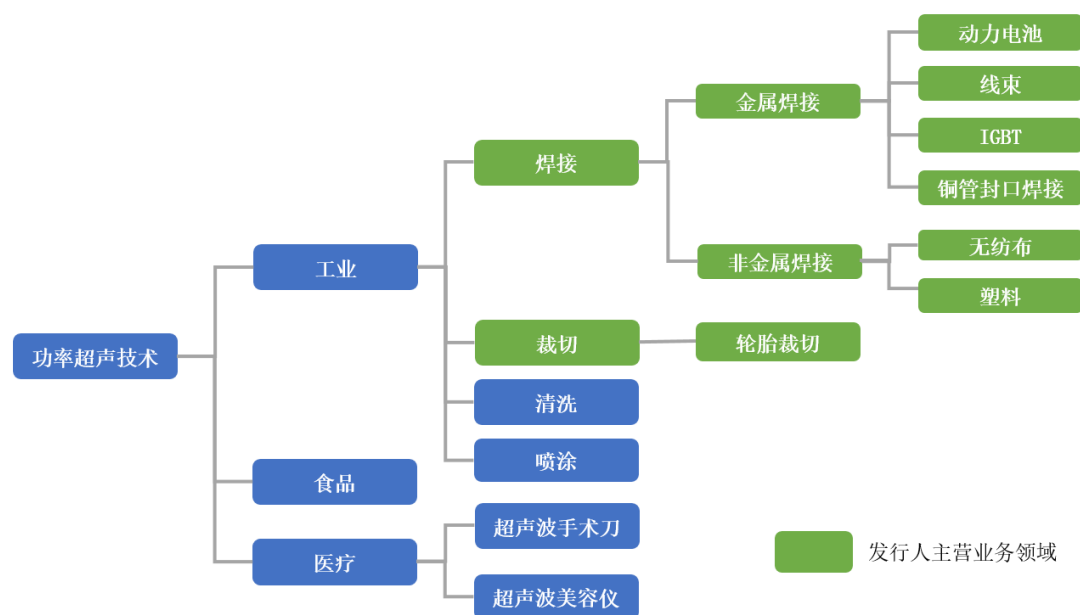 动力电池
线束
金属焊接
IGBT
焊接
铜管封口焊接
无纺布
非金属焊接
工业
塑料
裁切
轮胎裁切
功率超声技术
清洗
喷涂
食品
超声波手术刀
医疗
发行人主营业务领域
超声波美容仪